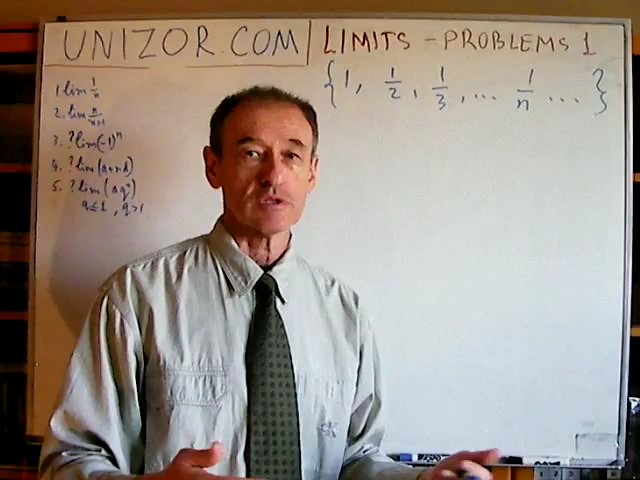 UNIZOR.COM
LIMITS - PROBLEMS 1
{1, 1/2, 1/3, ... 1/n ... }
1. lim 1/n
2. lim n/n+1
3. ? lim (-1)^n
4. ? lim (a+nd)
5. ? lim (aq^n)
q≤1, q>1